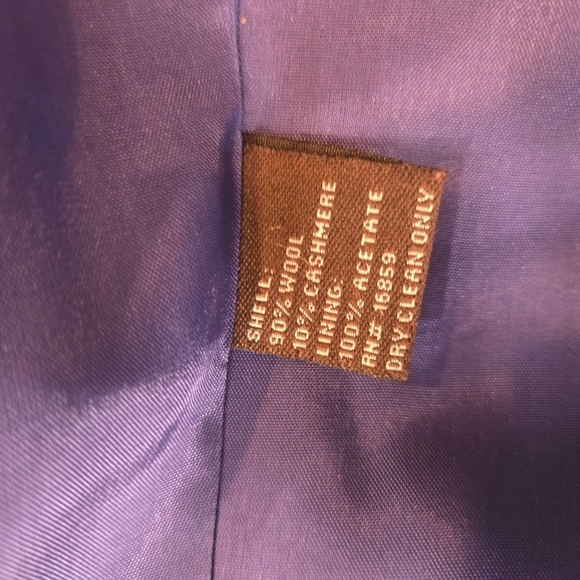 SHELL:
90% WOOL
10% CASHMERE
LINING:
100% ACETATE
RN# 16859
DRY CLEAN ONLY